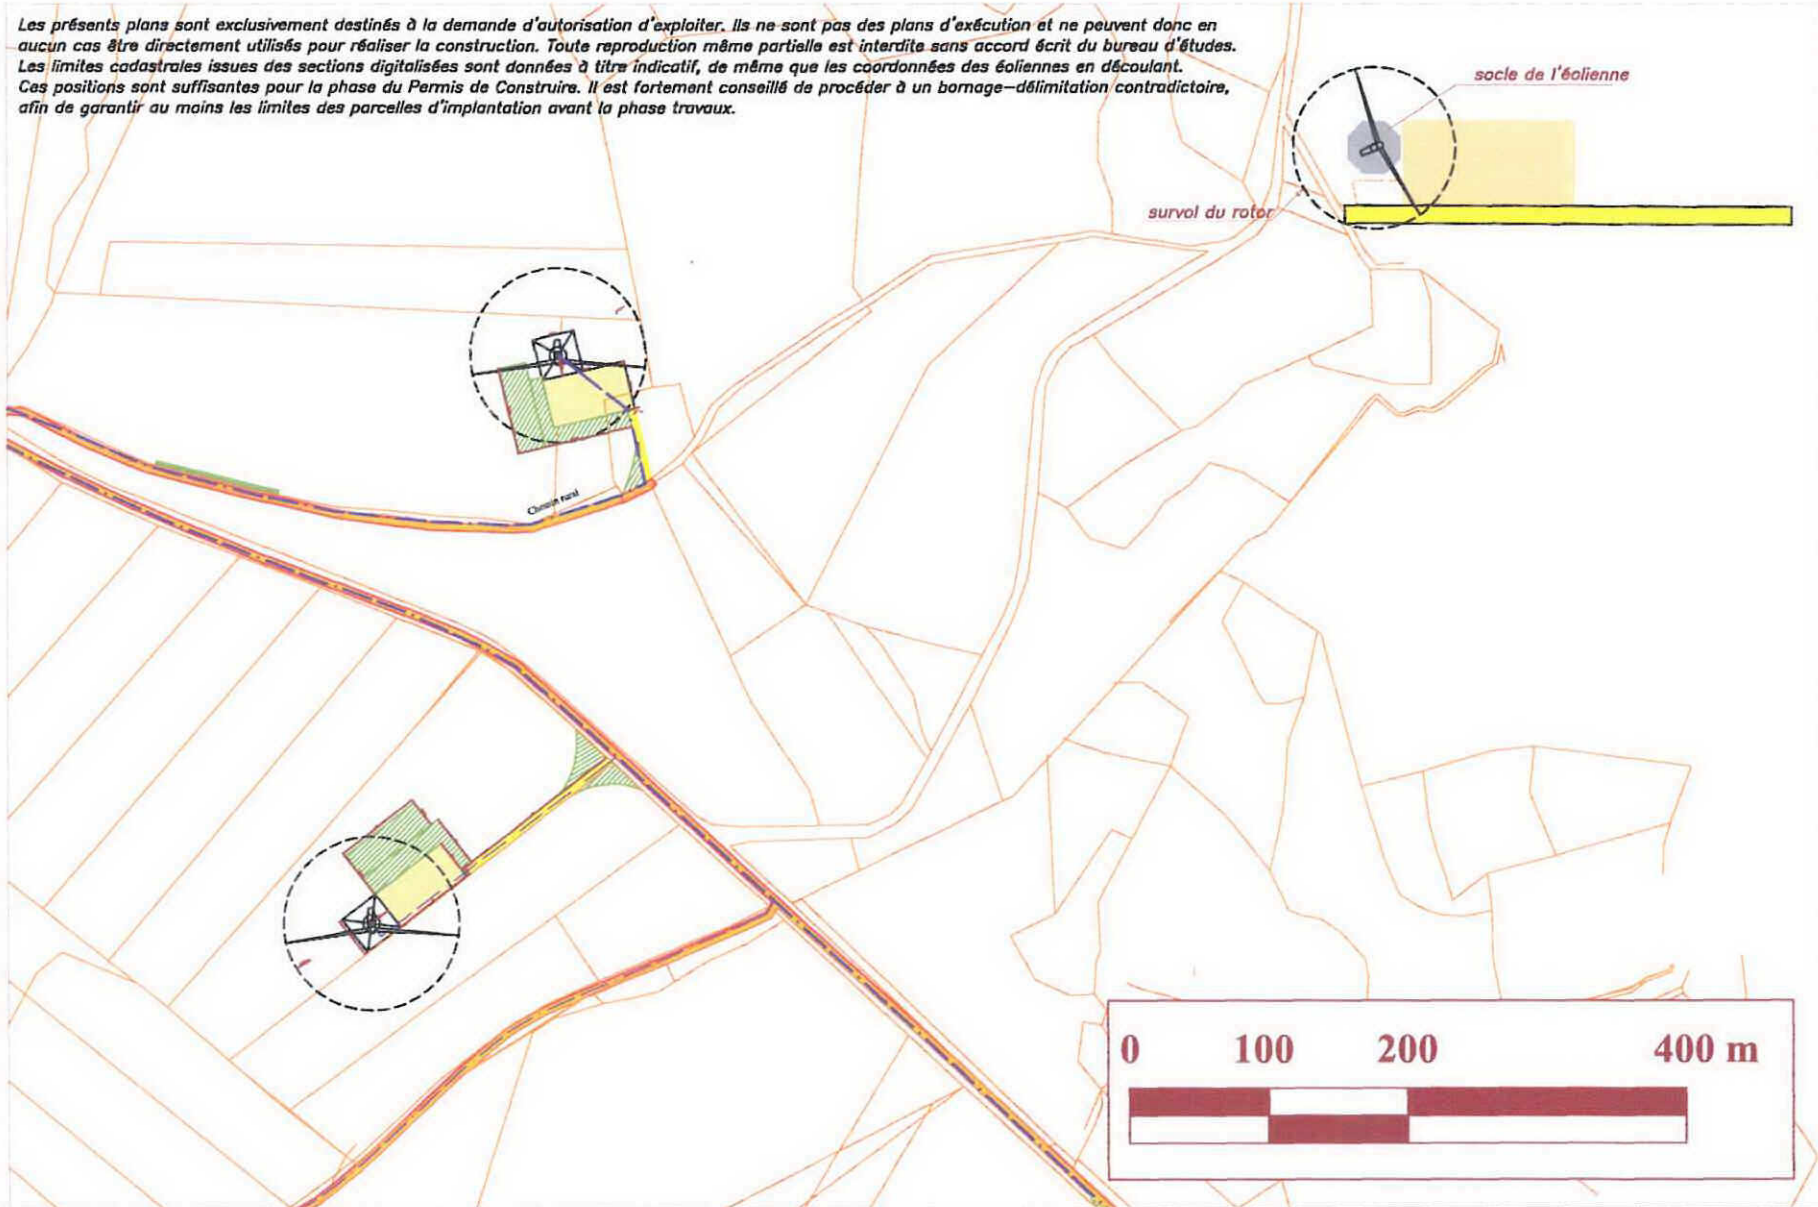 Les présents plans sont exclusivement destinés à la demande d'autorisation d'exploiter. Ils ne sont pas des plans d'exécution et ne peuvent donc en
aucun cas être directement utilisés pour réaliser la construction. Toute reproduction même partielle est interdite sans accord écrit du bureau d'études.
Les limites cadastrales issues des sections digitalisées sont données à titre indicatif, de même que les coordonnées des éoliennes en découlant.
Ces positions sont suffisantes pour la phase du Permis de Construire. Il est fortement conseillé de procéder à un bornage-délimitation contradictoire,
afin de garantir au moins les limites des parcelles d'implantation avant la phase travaux.
socle de l'éolienne
survol du rotor
Chemin rural
0 100 200 400 m